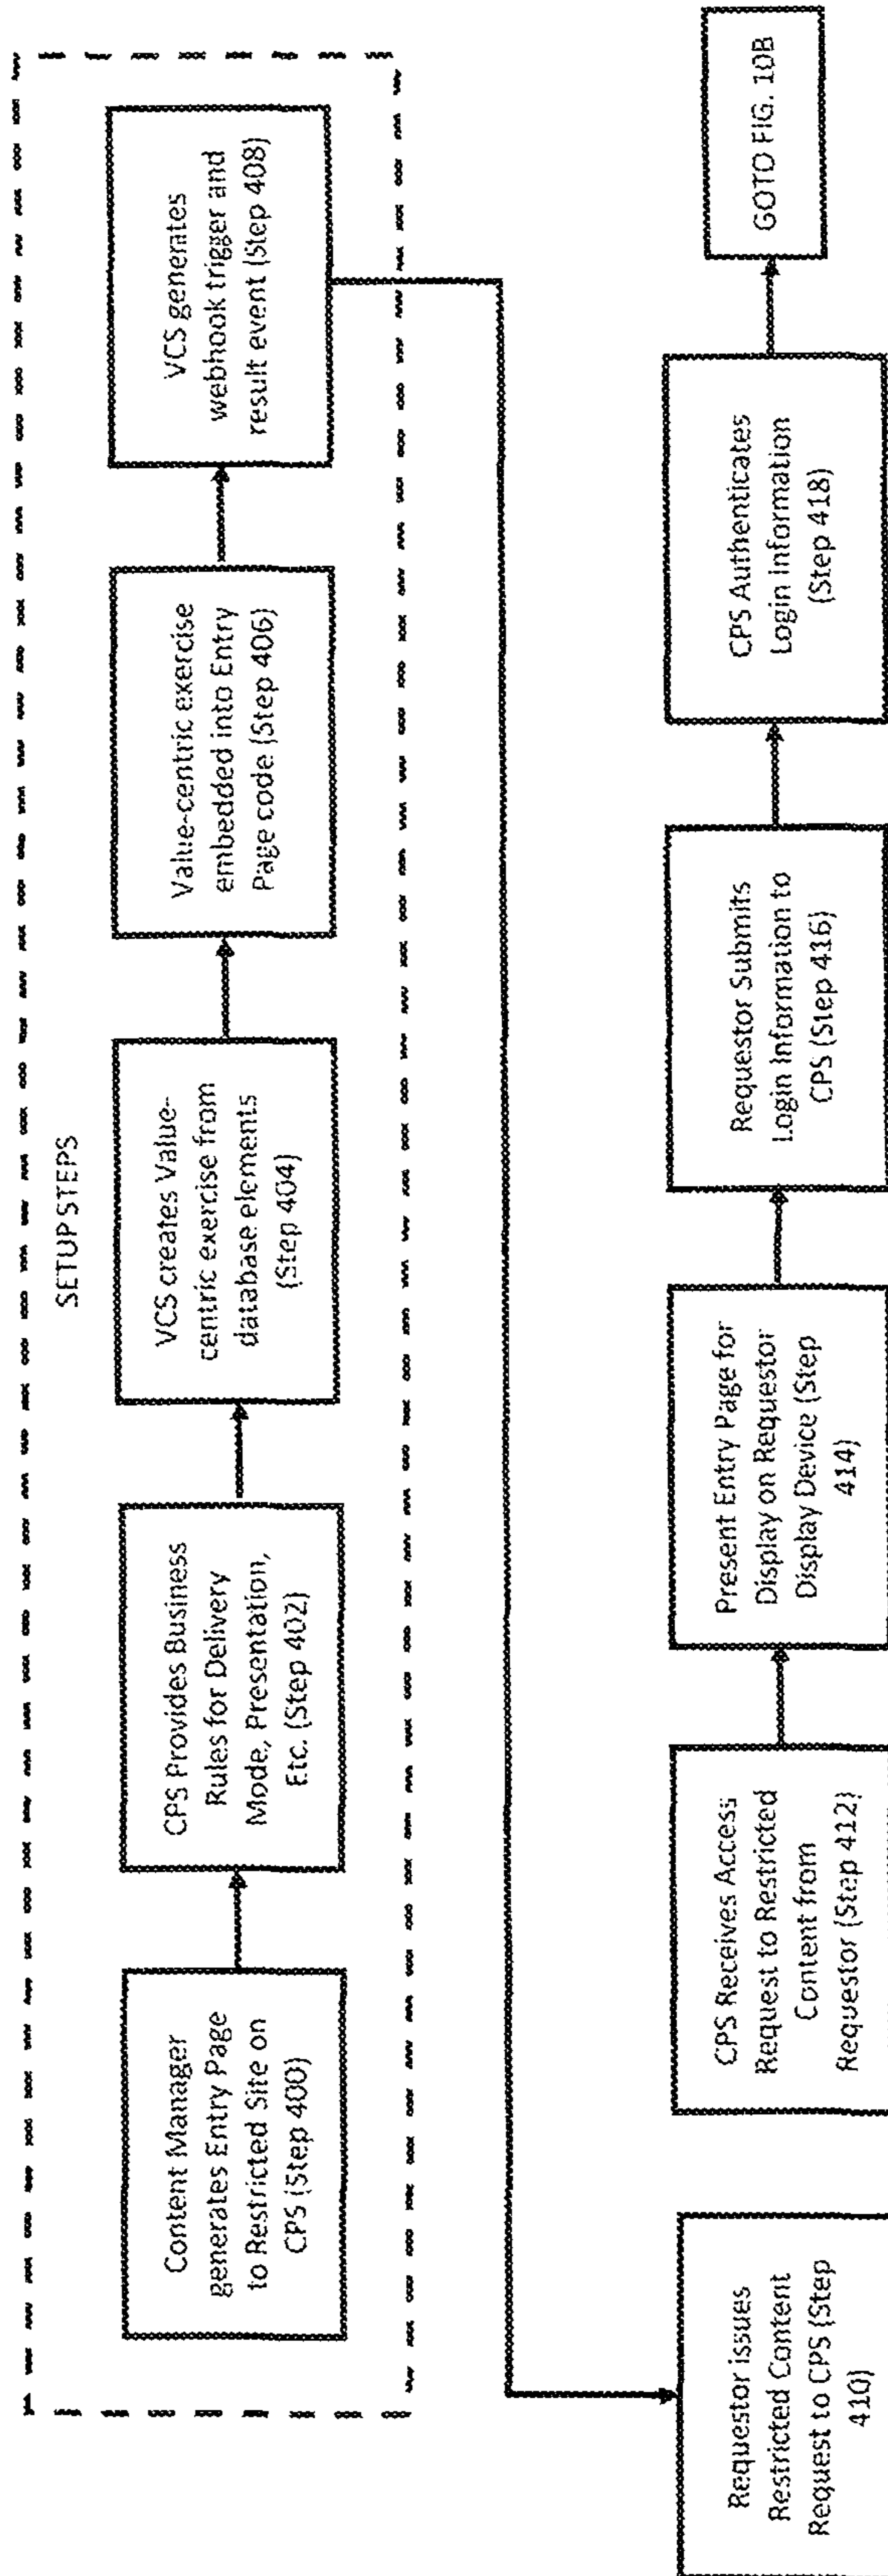 SETUP STEPS
Content Manager
generates Entry Page
to Restricted Site on
CPS (Step 400)
CPS Provides Business
Rules for Delivery
Mode, Presentation,
Etc. (Step 402)
VCS creates Value-
centric exercise from
database elements
(Step 404)
Value-centric exercise
embedded into Entry
Page code (Step 406)
VCS generates
webhook trigger and
result event (Step 408)
Requestor issues
Restricted Content
Request to CPS (Step
410)
CPS Receives Access
Request to Restricted
Content from
Requestor (Step 412)
Present Entry Page for
Display on Requestor
Display Device (Step
414)
Requestor Submits
Login Information to
CPS (Step 416)
CPS Authenticates
Login Information
(Step 418)
GOTO FIG. 10B